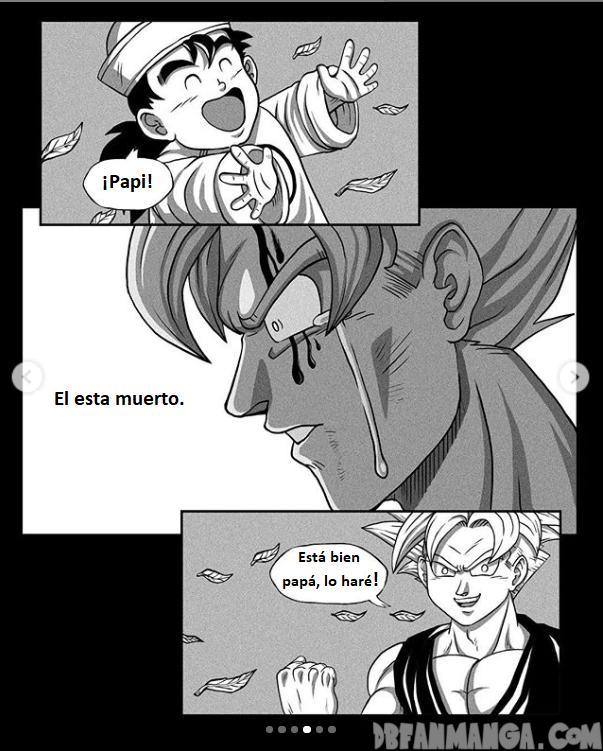 ¡Papi!
El esta muerto.
Está bien
papá, lo haré!
DBFANMANGA.COM